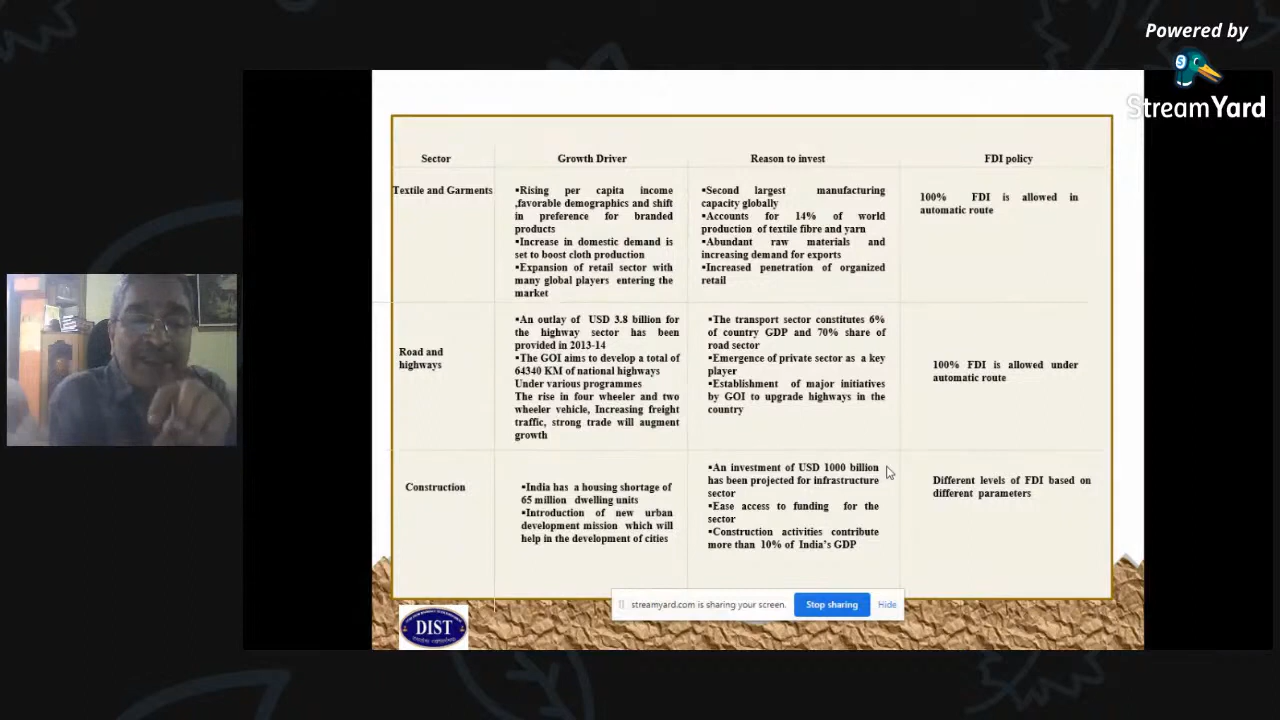 Powered by
StreamYard
Sector
Growth Driver
Reason to invest
FDI policy
Textile and Garments
▪Rising per capita income
,favorable demographics and shift
in preference for branded
products
▪Increase in domestic demand is
set to boost cloth production
▪Expansion of retail sector with
many global players entering the
market
▪Second largest manufacturing
capacity globally
▪Accounts for 14% of world
production of textile fibre and yarn
▪Abundant raw materials and
increasing demand for exports
▪Increased penetration of organized
retail
100% FDI is allowed in
automatic route
Road and
highways
▪An outlay of USD 3.8 billion for
the highway sector has been
provided in 2013-14
▪The GOI aims to develop a total of
64340 KM of national highways
Under various programmes
The rise in four wheeler and two
wheeler vehicle, Increasing freight
traffic, strong trade will augment
growth
▪The transport sector constitutes 6%
of country GDP and 70% share of
road sector
▪Emergence of private sector as a key
player
▪Establishment of major initiatives
by GOI to upgrade highways in the
country
100% FDI is allowed under
automatic route
Construction
▪India has a housing shortage of
65 million dwelling units
▪Introduction of new urban
development mission which will
help in the development of cities
▪An investment of USD 1000 billion
has been projected for infrastructure
sector
▪Ease access to funding for the
sector
▪Construction activities contribute
more than 10% of India's GDP
Different levels of FDI based on
different parameters
streamyard.com is sharing your screen.
Stop sharing
Hide
DIST